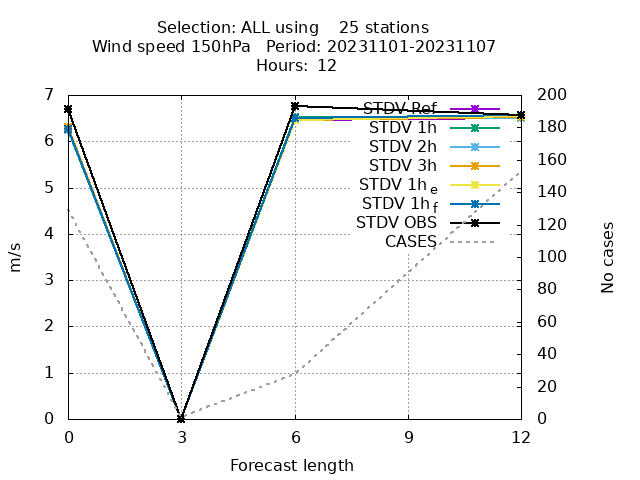 Selection: ALL using    25 stations
Wind speed 150hPa   Period: 20231101-20231107
Hours: 12
7
6
5
4
3
2
1
0
200
180
160
140
120
100
80
60
40
20
0
m/s
No cases
STDV Ref
STDV 1h
STDV 2h
STDV 3h
STDV 1h e
STDV 1h f
STDV OBS
CASES
0 3 6 9 12
Forecast length